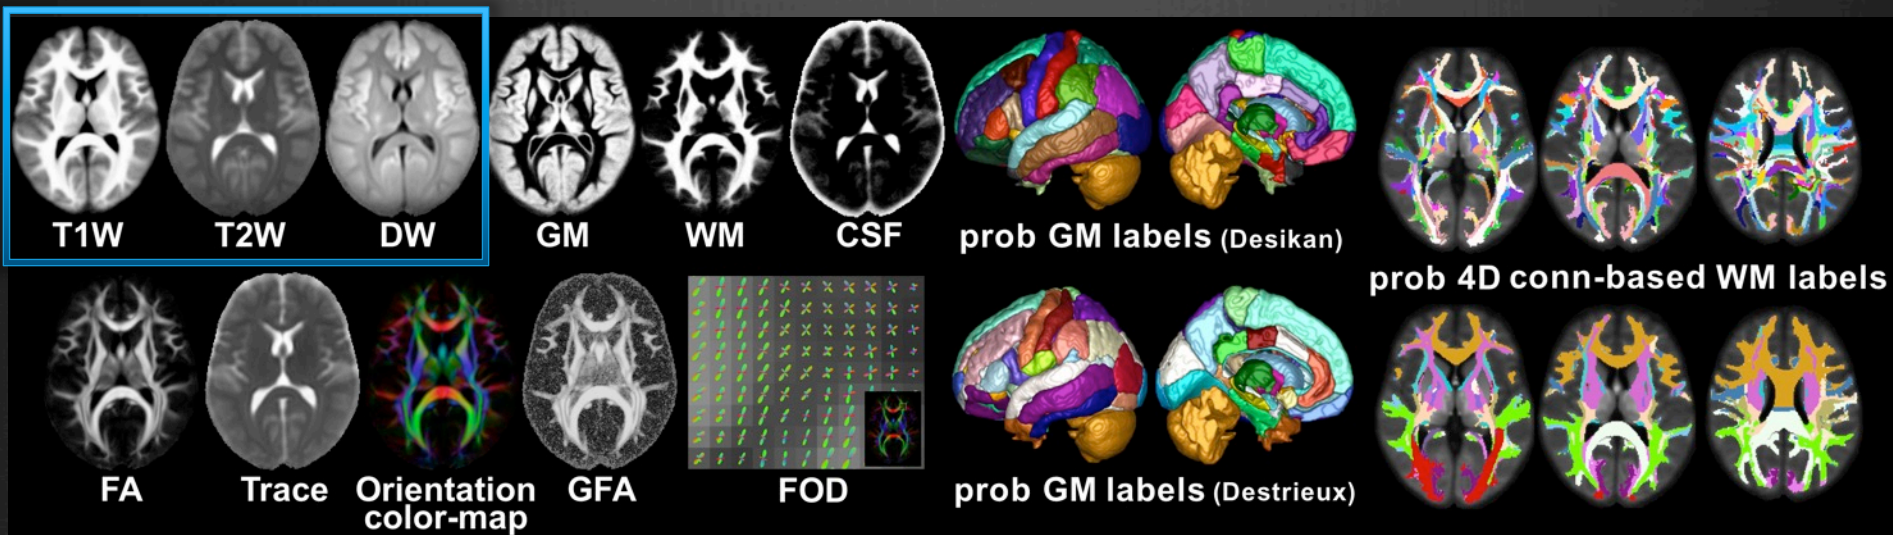 T1W T2W DW GM WM CSF
prob GM labels (Desikan)
prob 4D conn-based WM labels
FA Trace Orientation
color-map
GFA FOD
prob GM labels (Destrieux)